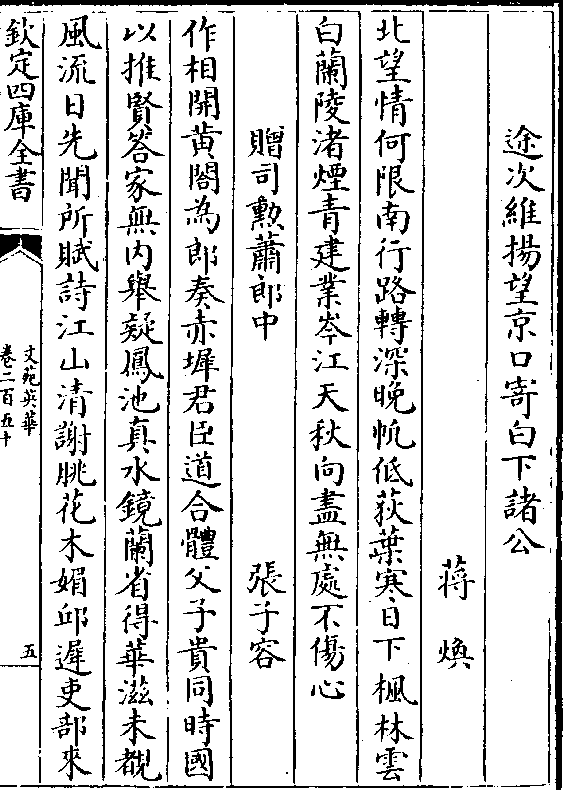 途次維揚望京口寄白下諸公
蔣煥
北望情何限南行路轉深晚帆低荻葉寒日下楓林雲
白蘭陵渚煙青建業岑江天秋向盡無處不傷心
贈司勲蕭郎中
張子容
作相開黄閣為郎奏赤墀君臣道合體父子貴同時國
以推賢答家無内舉疑鳳池真水鏡蘭省得華滋未覩
風流日先聞所賦詩江山清謝朓花木媚邱遲吏部來
欽定四庫全書
文苑英華
卷二百五十
五